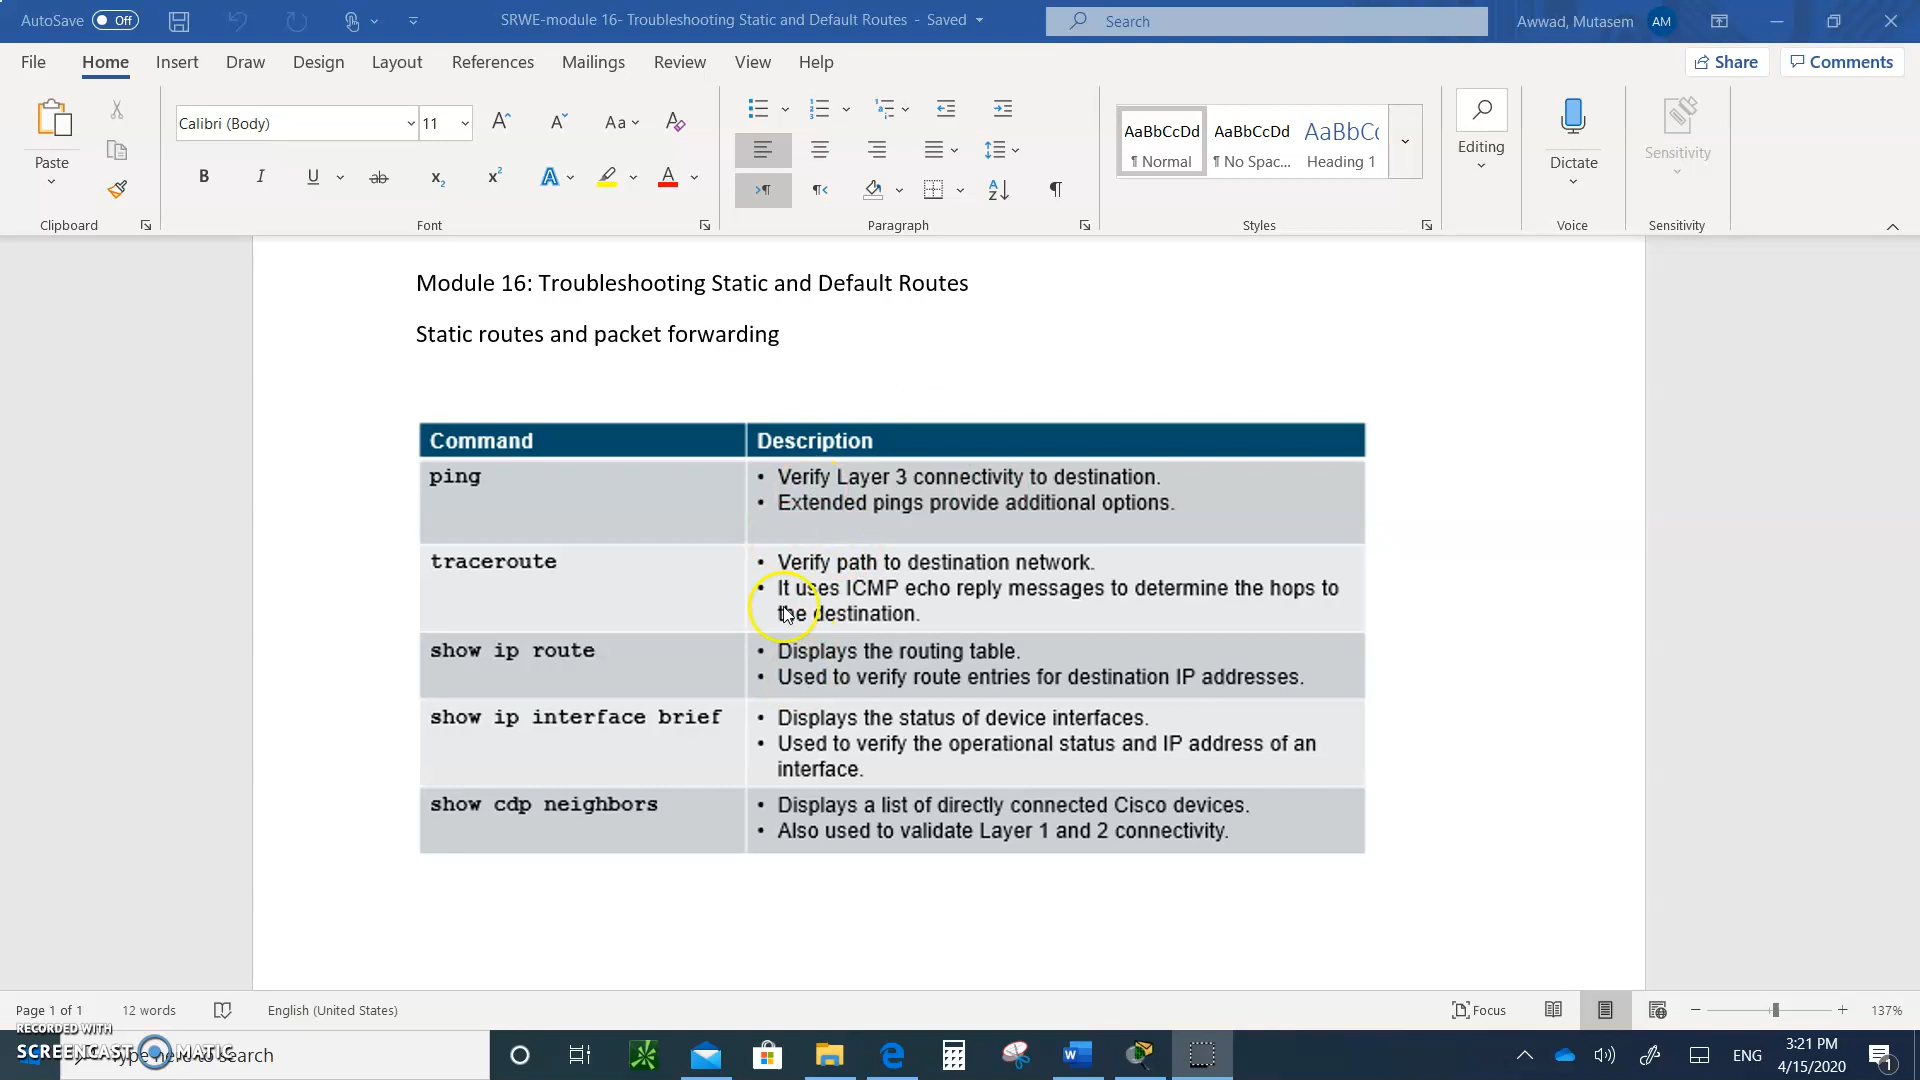 AutoSave Off
SRWE-module 16- Troubleshooting Static and Default Routes - Saved
Search
Awwad, Mutasem AM
File Home Insert Draw Design Layout References Mailings Review View Help
Share Comments
Calibri (Body) 11
Paste
Clipboard
Font
Paragraph
AaBbCcDd AaBbCcDd AaBbCc
¶ Normal ¶ No Spac... Heading 1
Styles
Editing
Dictate
Voice
Sensitivity
Sensitivity
Module 16: Troubleshooting Static and Default Routes
Static routes and packet forwarding
Command Description
ping
• Verify Layer 3 connectivity to destination.
• Extended pings provide additional options.
traceroute
• Verify path to destination network.
• It uses ICMP echo reply messages to determine the hops to
the destination.
show ip route
• Displays the routing table.
• Used to verify route entries for destination IP addresses.
show ip interface brief
• Displays the status of device interfaces.
• Used to verify the operational status and IP address of an
interface.
show cdp neighbors
• Displays a list of directly connected Cisco devices.
• Also used to validate Layer 1 and 2 connectivity.
Page 1 of 1 12 words English (United States)
Focus
137%
RECORDED WITH
SCREENCAST MATIC
Type here to search
ENG
3:21 PM
4/15/2020
1